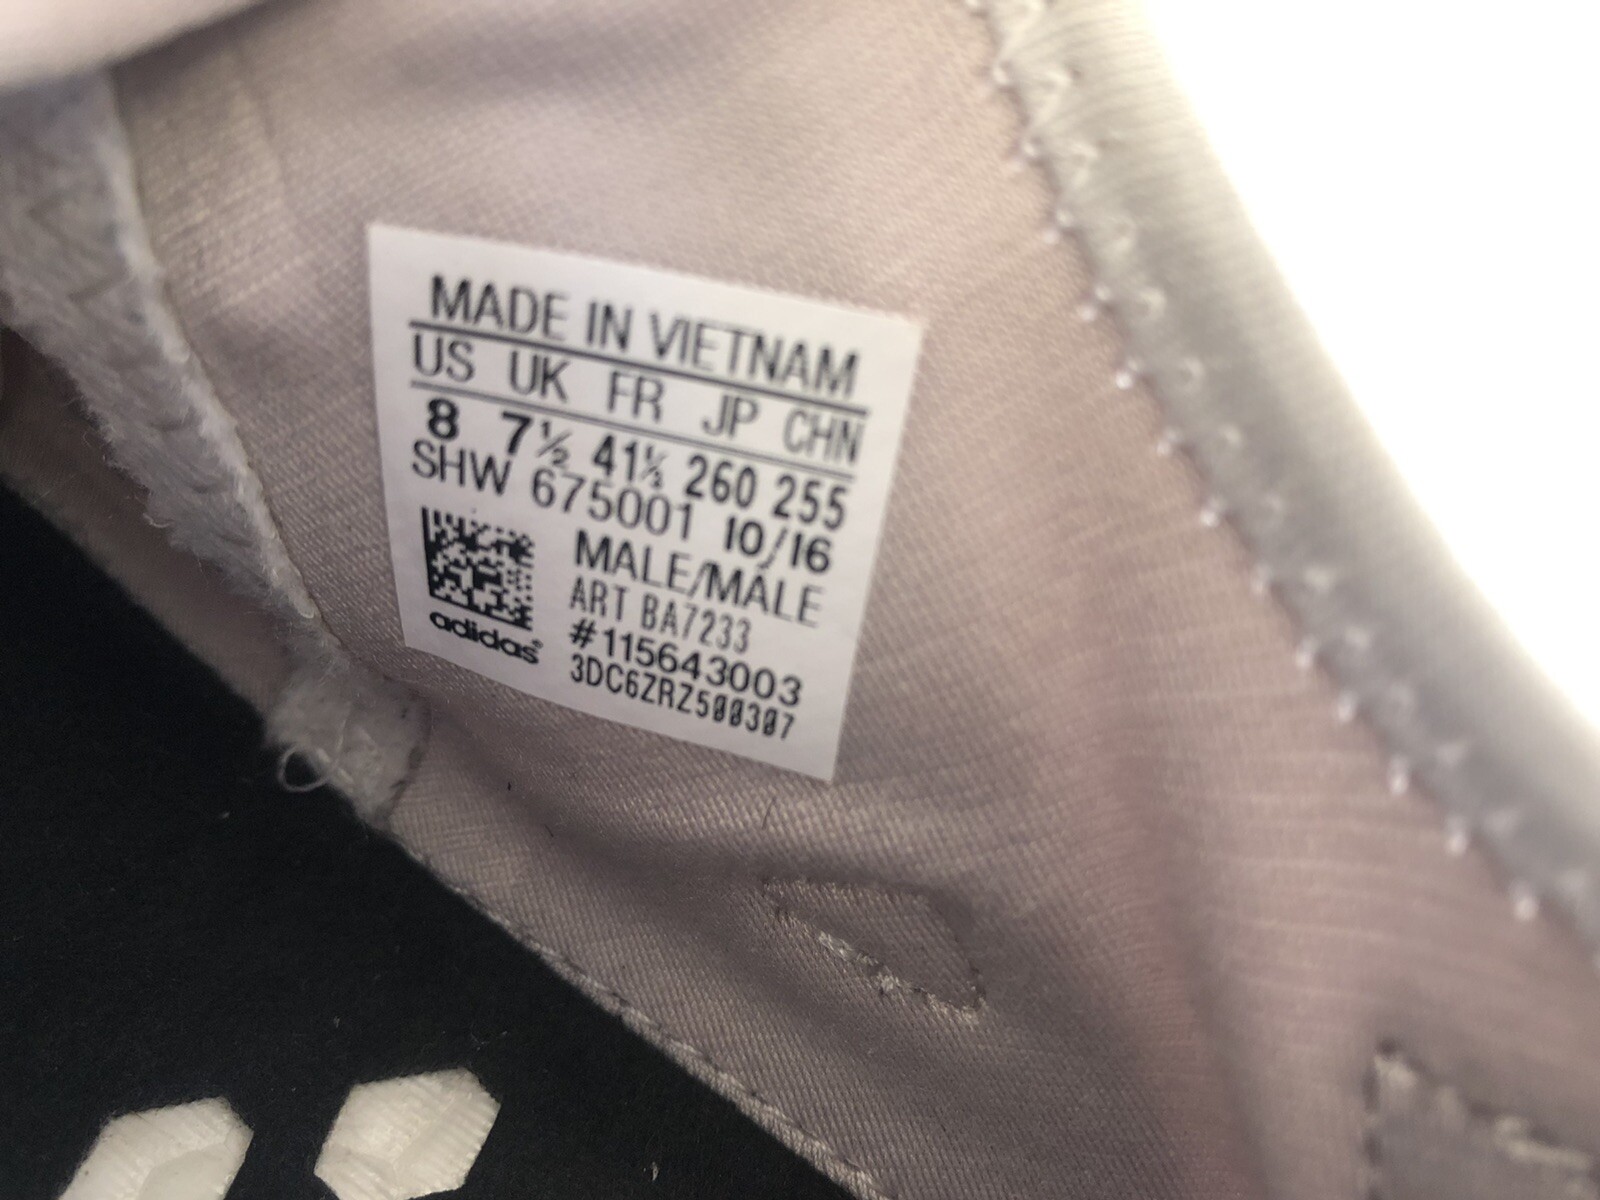 MADE IN VIETNAM
US UK FR JP CHN
8 7½ 41⅓ 260 255
SHW 675001 10/16
MALE/MÂLE
ART BA7233
#115643003
3DC6ZRZ500307
adidas